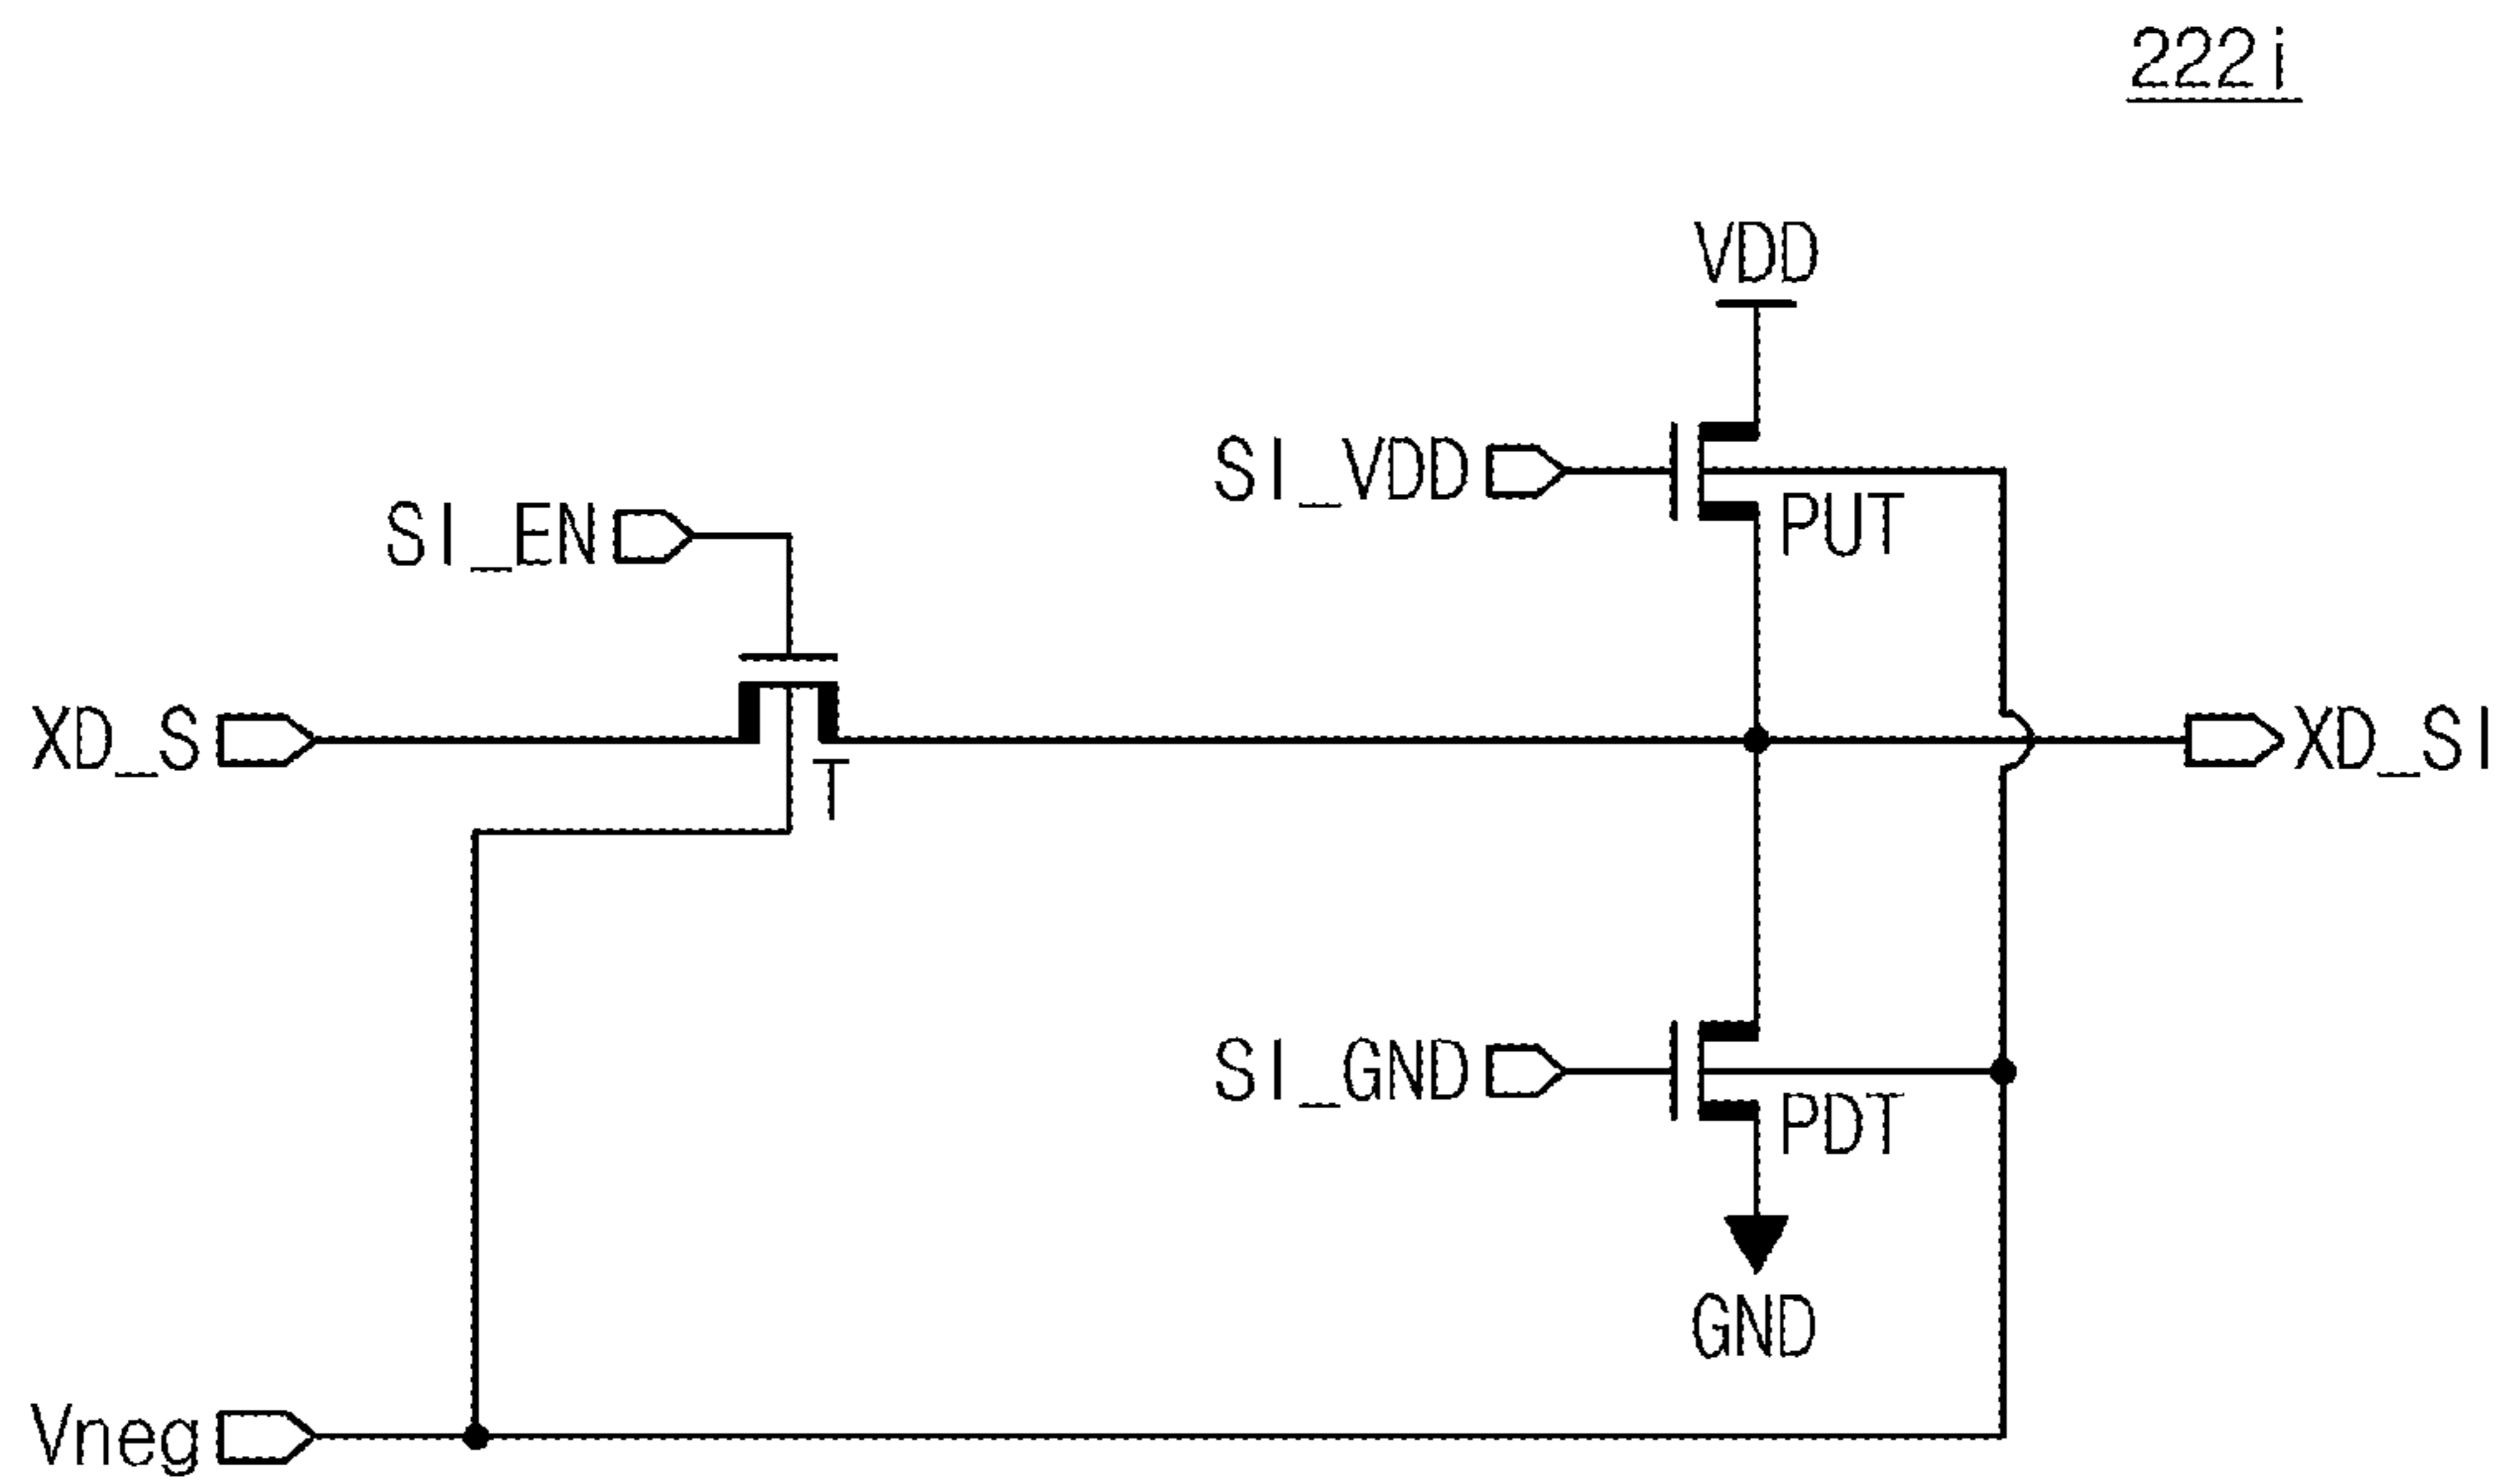 222i
VDD
SI_VDD
PUT
SI_EN
XD_S
XD_SI
T
SI_GND
PDT
GND
Vneg